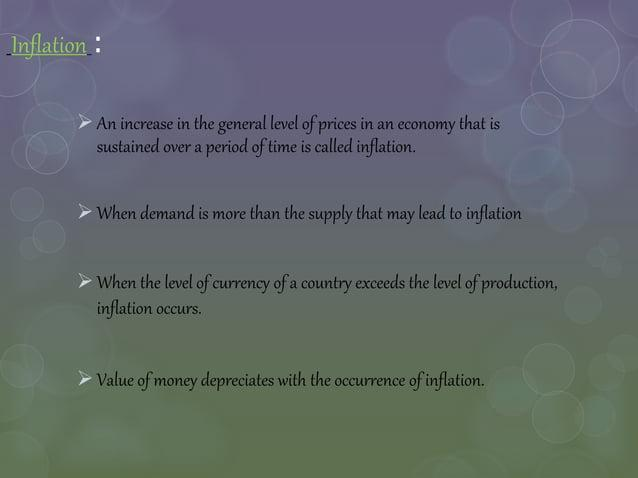 Inflation :
➢ An increase in the general level of prices in an economy that is
sustained over a period of time is called inflation.
➢ When demand is more than the supply that may lead to inflation
➢ When the level of currency of a country exceeds the level of production,
inflation occurs.
➢ Value of money depreciates with the occurrence of inflation.